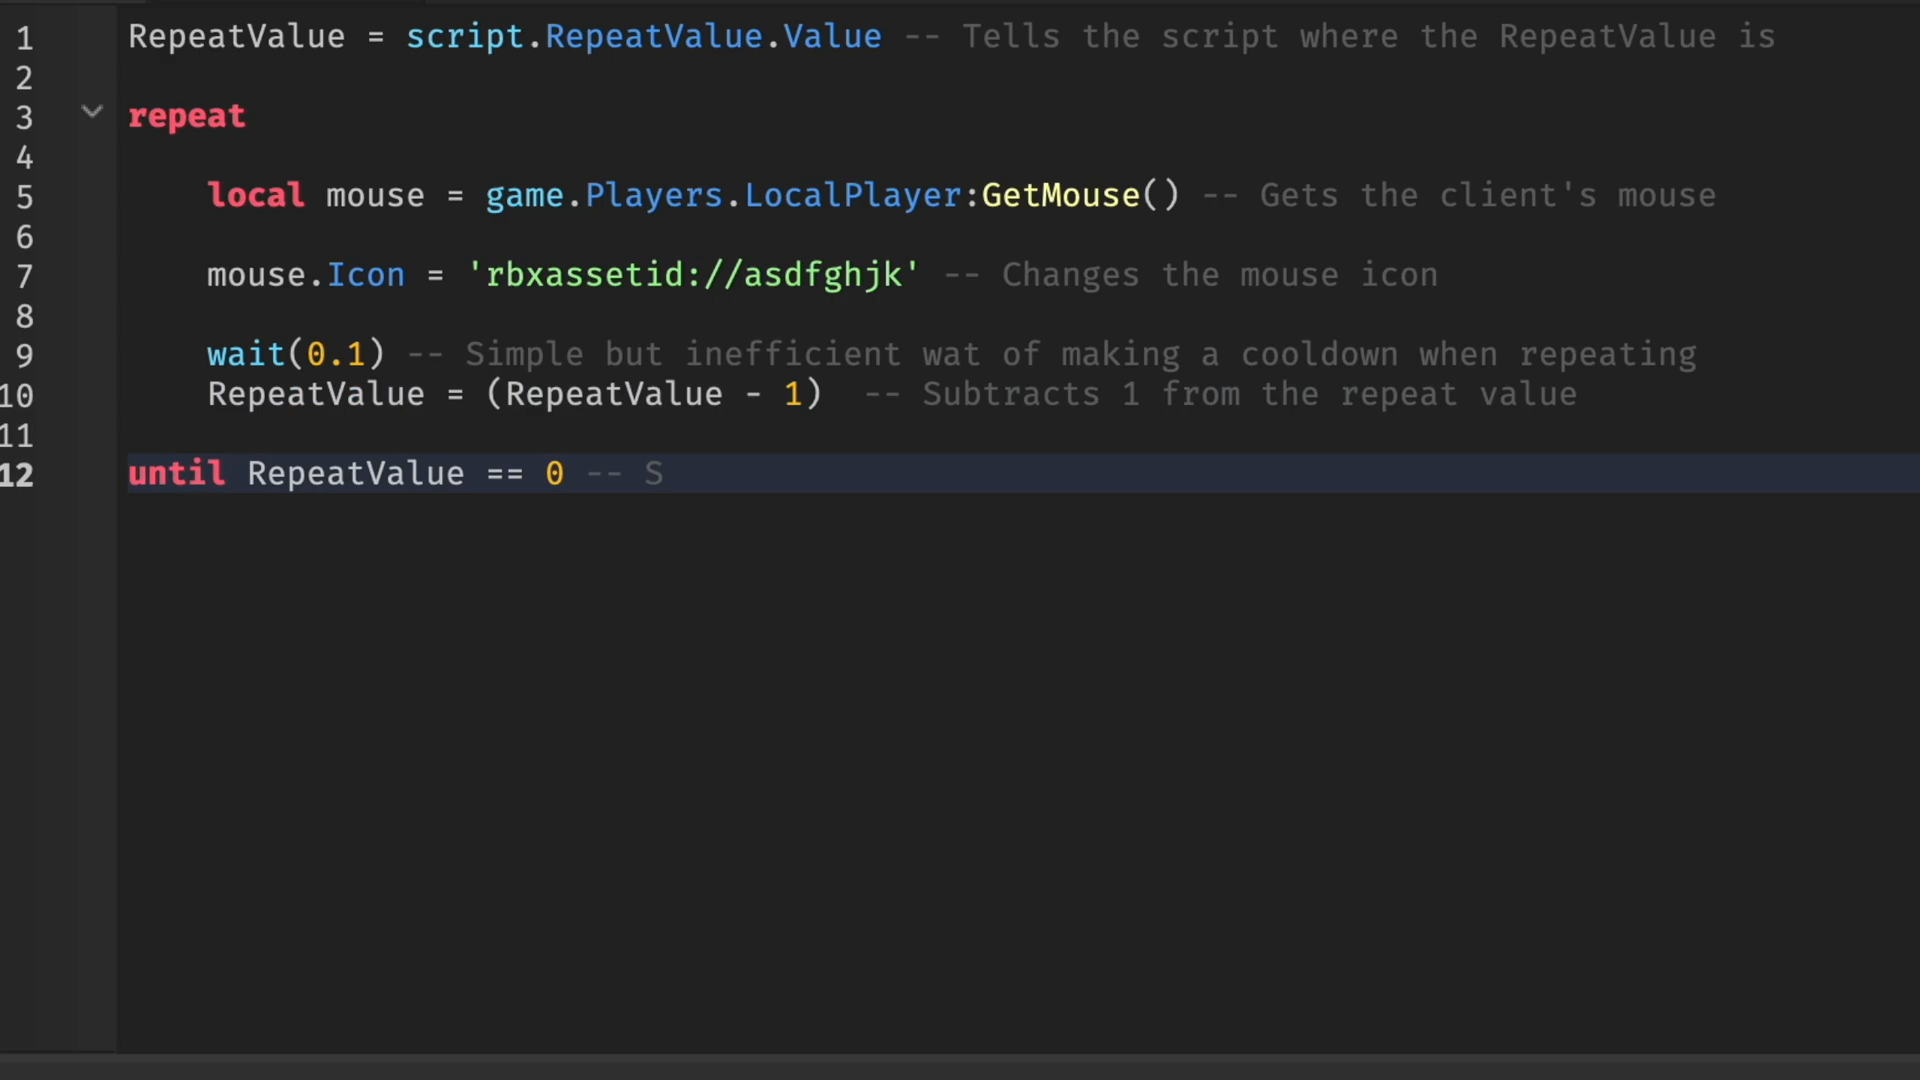 1 RepeatValue = script.RepeatValue.Value -- Tells the script where the RepeatValue is
2
3 repeat
4
5 local mouse = game.Players.LocalPlayer:GetMouse() -- Gets the client's mouse
6
7 mouse.Icon = 'rbxassetid://asdfghjk' -- Changes the mouse icon
8
9 wait(0.1) -- Simple but inefficient wat of making a cooldown when repeating
10 RepeatValue = (RepeatValue - 1)  -- Subtracts 1 from the repeat value
11
12 until RepeatValue == 0 -- S